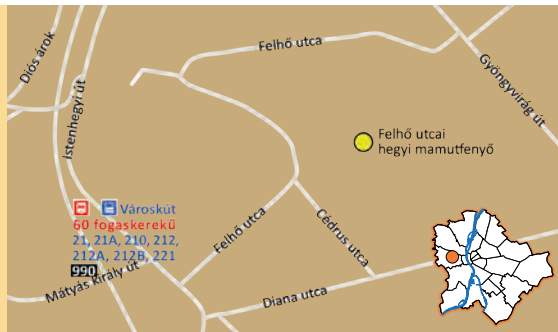 Felhő utca
Diós árok
Gyöngyvirág út
Istenhegyi út
Felhő utcai
hegyi mamutfenyő
Városkút
60 fogaskerekű
21, 21A, 210, 212,
212A, 212B, 221
990
Felhő utca
Cédrus utca
Mátyás Király út
Diana utca